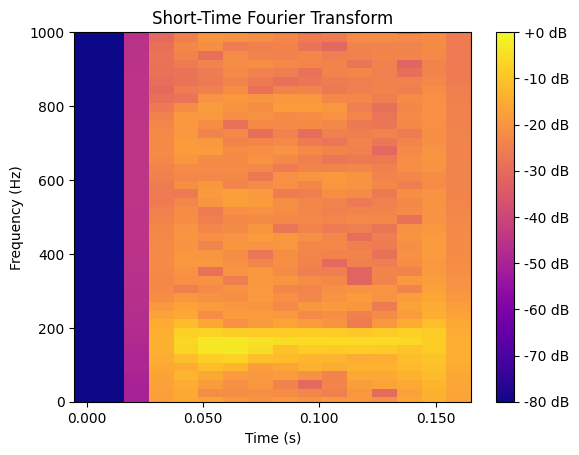 Short-Time Fourier Transform
1000
800
600
400
200
0
Frequency (Hz)
0.000
0.050
0.100
0.150
Time (s)
+0 dB
-10 dB
-20 dB
-30 dB
-40 dB
-50 dB
-60 dB
-70 dB
-80 dB